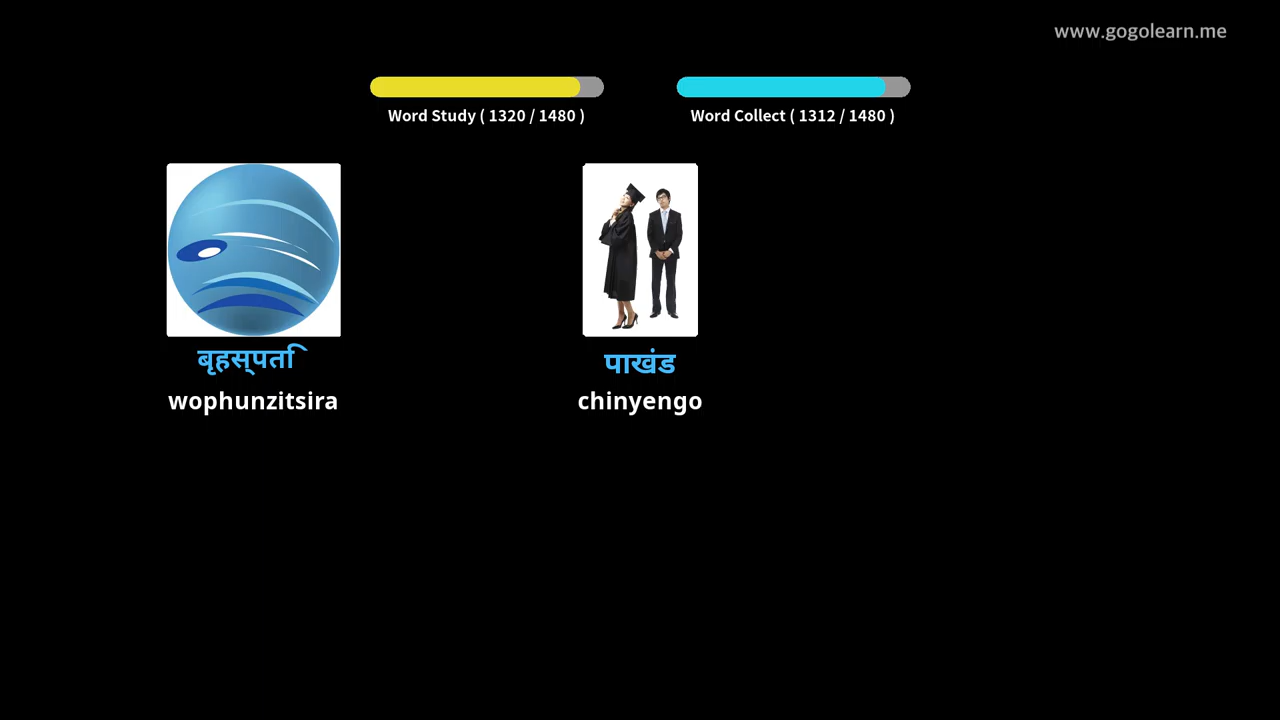 www.gogolearn.me
Word Study ( 1320 / 1480 )
Word Collect ( 1312 / 1480 )
बृहस्पति
पाखंड
wophunzitsira
chinyengo